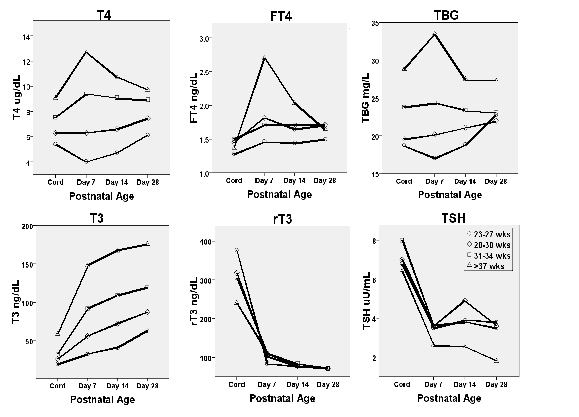 T4
FT4
TBG
T4 ug/dL
14
12
10
8
6
4
Cord Day 7 Day 14 Day 28
Postnatal Age
FT4 ng/dL
3.0
2.5
2.0
1.5
1.0
Cord Day 7 Day 14 Day 28
Postnatal Age
TBG mg/L
35
30
25
20
15
Cord Day 7 Day 14 Day 28
Postnatal Age
T3
rT3
TSH
T3 ng/dL
200
150
100
50
Cord Day 7 Day 14 Day 28
Postnatal Age
rT3 ng/dL
400
300
200
100
Cord Day 7 Day 14 Day 28
Postnatal Age
TSH uU/mL
8
6
4
2
23-27 wks
28-30 wks
31-34 wks
>37 wks
Cord Day 7 Day 14 Day 28
Postnatal Age